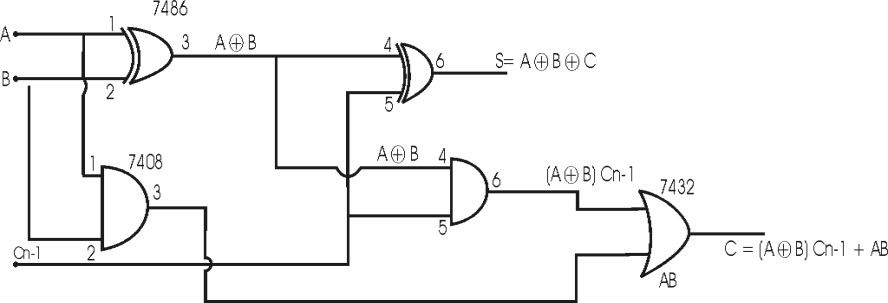 7486
A
1
3
A⊕B
4
6
S= A⊕B⊕C
B
2
5
1
7408
3
A⊕B
4
6
(A⊕B) Cn-1
7432
2
5
Cn-1
C = (A⊕B) Cn-1 + AB
AB